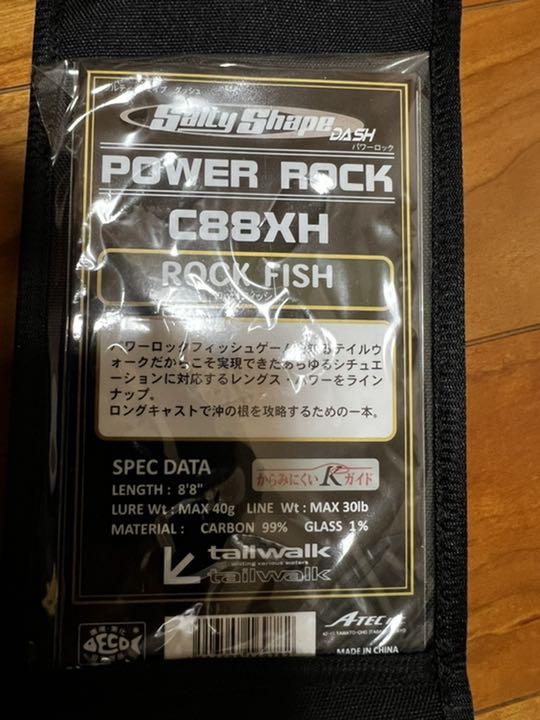 Salty Shape DASH
パワーロック
POWER ROCK
C88XH
ROCK FISH
パワーロックフィッシュゲーム
テイルウ
ォークだからこそ実現できたあらゆるシチュエ
ーションに対応するレングス・パワーをライン
ナップ。
ロングキャストで沖の根を攻略するための一本。
SPEC DATA
からみにくいKガイド
LENGTH : 8'8"
LURE Wt : MAX 40g LINE Wt : MAX 30lb
MATERIAL : CARBON 99% GLASS 1%
tailwalk
tailwalk
MADE IN CHINA